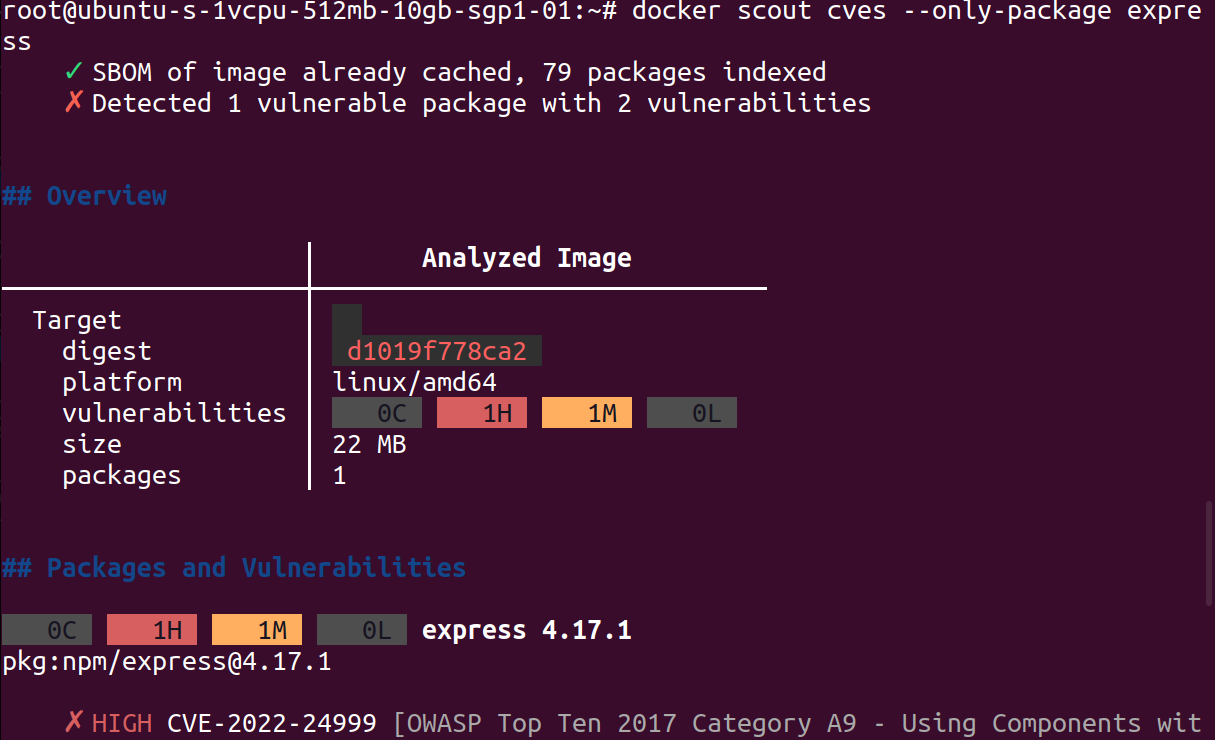 root@ubuntu-s-1vcpu-512mb-10gb-sgp1-01:~# docker scout cves --only-package expre
ss
✓ SBOM of image already cached, 79 packages indexed
✗ Detected 1 vulnerable package with 2 vulnerabilities
## Overview
Analyzed Image
Target
digest d1019f778ca2
platform linux/amd64
vulnerabilities 0C 1H 1M 0L
size 22 MB
packages 1
## Packages and Vulnerabilities
0C 1H 1M 0L express 4.17.1
pkg:npm/express@4.17.1
✗ HIGH CVE-2022-24999 [OWASP Top Ten 2017 Category A9 - Using Components wit